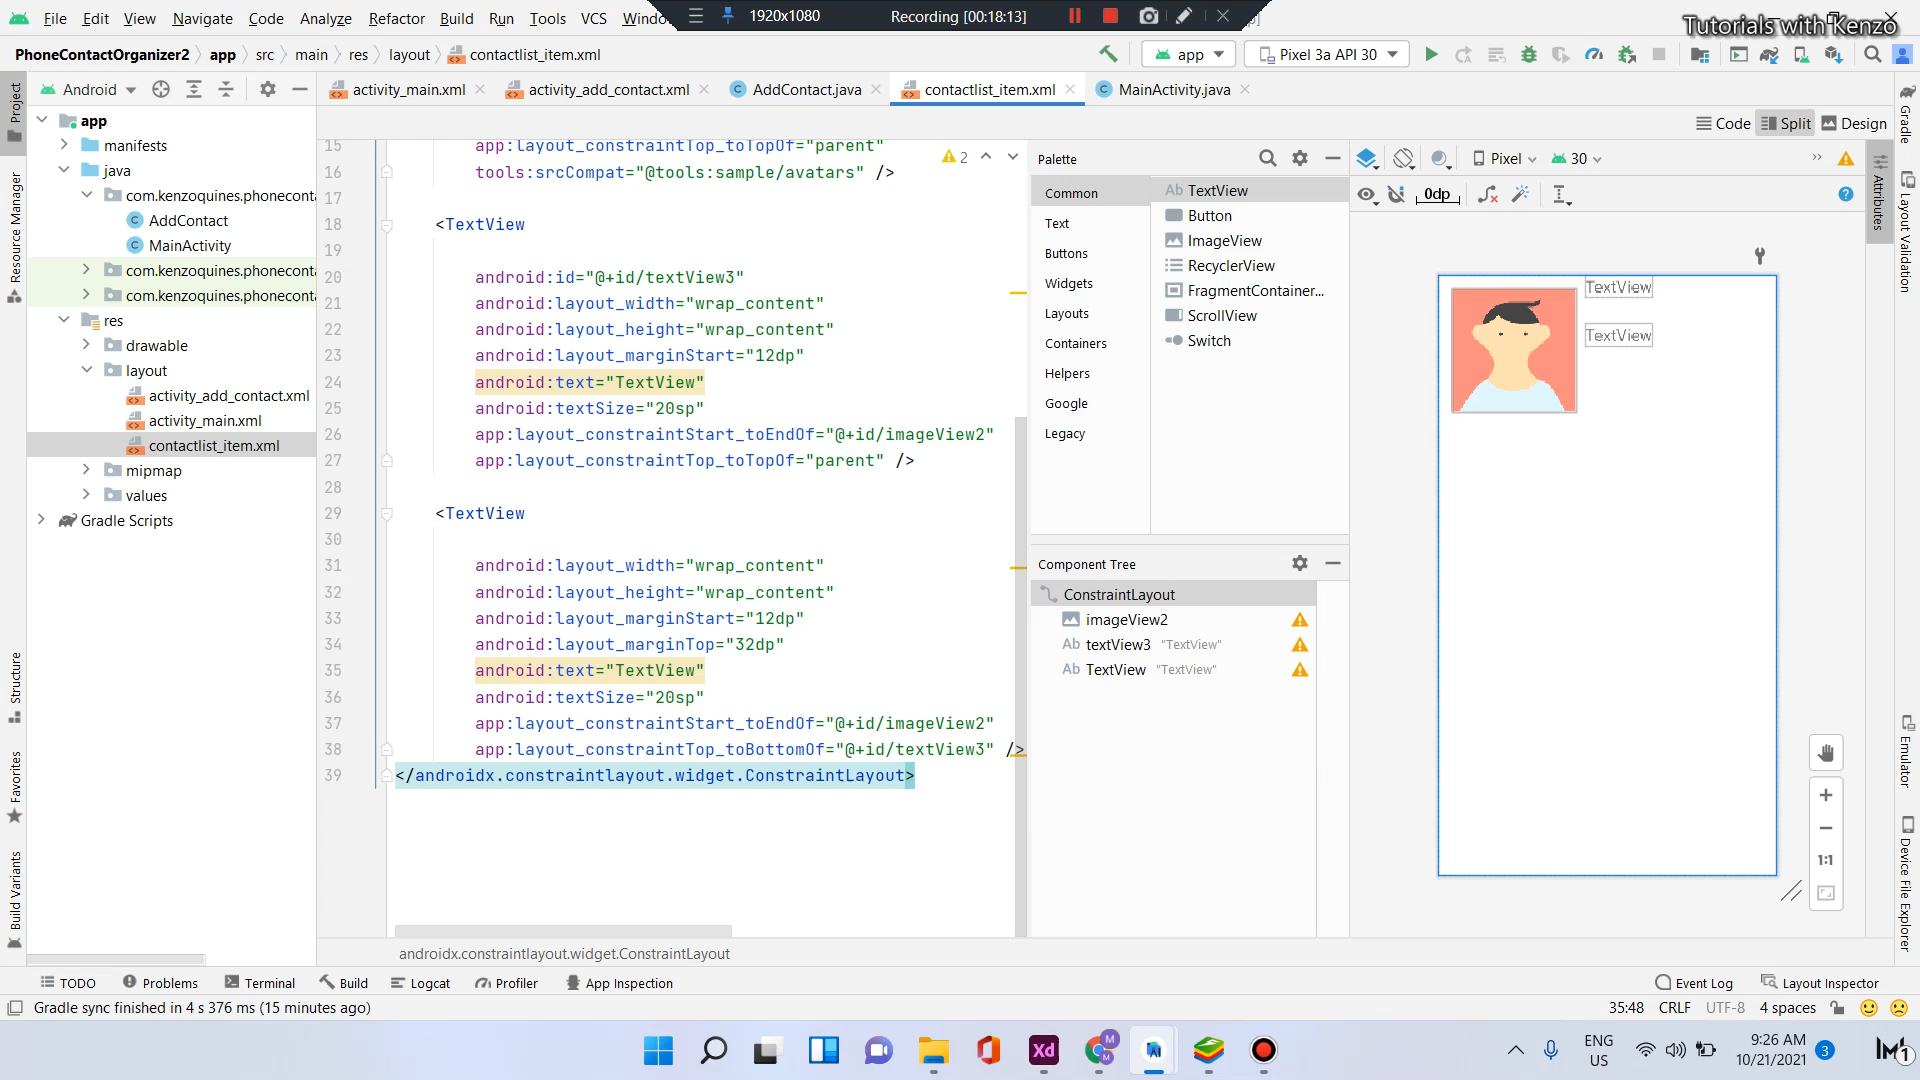 File Edit View Navigate Code Analyze Refactor Build Run Tools VCS Windo
1920x1080 Recording [00:18:13]
Tutorials with Kenzo
PhoneContactOrganizer2 app src main res layout contactlist_item.xml
app Pixel 3a API 30
Android
activity_main.xml activity_add_contact.xml AddContact.java contactlist_item.xml MainActivity.java
Code Split Design
Project
Resource Manager
Structure
Favorites
Build Variants
app
manifests
java
com.kenzoquines.phoneconta
AddContact
MainActivity
com.kenzoquines.phoneconta
com.kenzoquines.phoneconta
res
drawable
layout
activity_add_contact.xml
activity_main.xml
contactlist_item.xml
mipmap
values
Gradle Scripts
2
15 app:layout_constraintTop_toTopOf="parent"
16 tools:srcCompat="@tools:sample/avatars" />
17
18 <TextView
19
20 android:id="@+id/textView3"
21 android:layout_width="wrap_content"
22 android:layout_height="wrap_content"
23 android:layout_marginStart="12dp"
24 android:text="TextView"
25 android:textSize="20sp"
26 app:layout_constraintStart_toEndOf="@+id/imageView2"
27 app:layout_constraintTop_toTopOf="parent" />
28
29 <TextView
30
31 android:layout_width="wrap_content"
32 android:layout_height="wrap_content"
33 android:layout_marginStart="12dp"
34 android:layout_marginTop="32dp"
35 android:text="TextView"
36 android:textSize="20sp"
37 app:layout_constraintStart_toEndOf="@+id/imageView2"
38 app:layout_constraintTop_toBottomOf="@+id/textView3" />
39 </androidx.constraintlayout.widget.ConstraintLayout>
androidx.constraintlayout.widget.ConstraintLayout
Palette
Common
Text
Buttons
Widgets
Layouts
Containers
Helpers
Google
Legacy
Ab TextView
Button
ImageView
RecyclerView
FragmentContainer...
ScrollView
Switch
Component Tree
ConstraintLayout
imageView2
Ab textView3 "TextView"
Ab TextView "TextView"
Pixel 30
0dp
TextView
TextView
1:1
Attributes
Gradle
Layout Validation
Emulator
Device File Explorer
TODO Problems Terminal Build Logcat Profiler App Inspection Event Log Layout Inspector
Gradle sync finished in 4 s 376 ms (15 minutes ago) 35:48 CRLF UTF-8 4 spaces
Xd M M
ENG
US
9:26 AM
10/21/2021
3
1